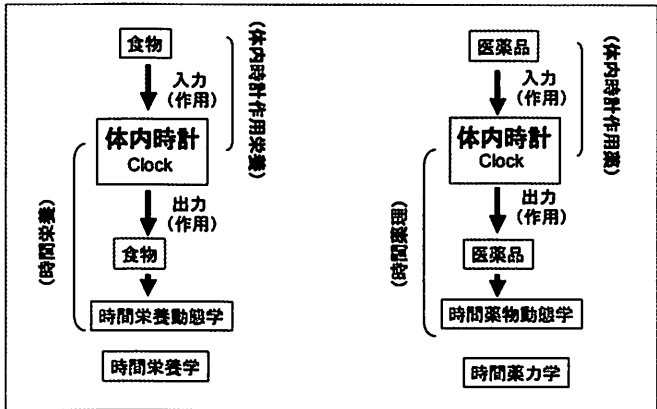 食物
入力
(作用)
(体内時計作用栄養)
体内時計
Clock
出力
(作用)
(時間栄養)
食物
時間栄養動態学
時間栄養学
医薬品
入力
(作用)
(体内時計作用薬)
体内時計
Clock
出力
(作用)
(時間薬理)
医薬品
時間薬物動態学
時間薬力学